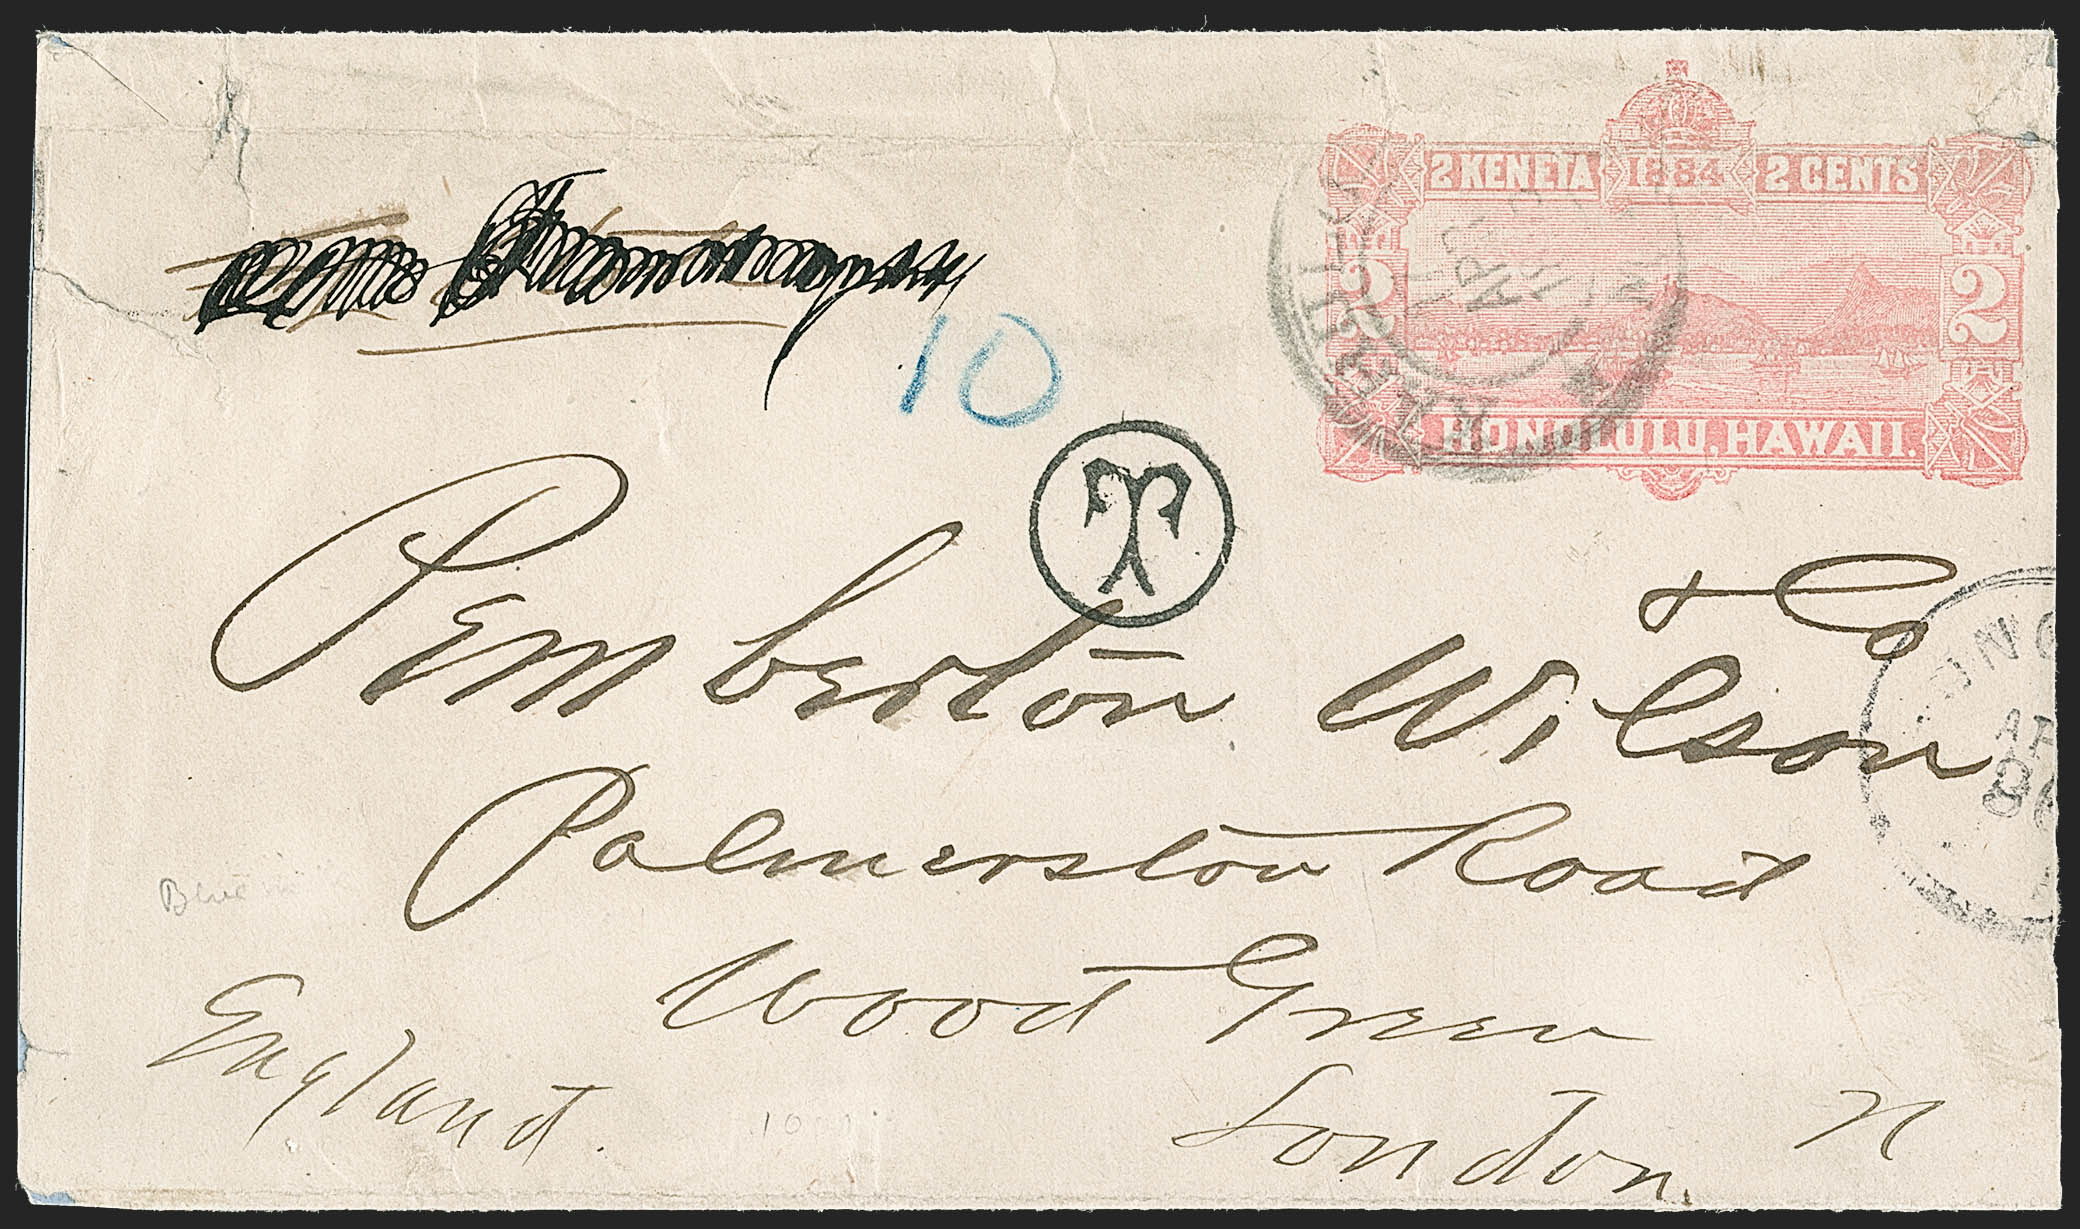 2 KENETA 1884 2 CENTS
2 2
HONOLULU, HAWAII.
10
T
& Co
Pemberton Wilson
Palmerston Road
Wood Green
London N
England.
Blue